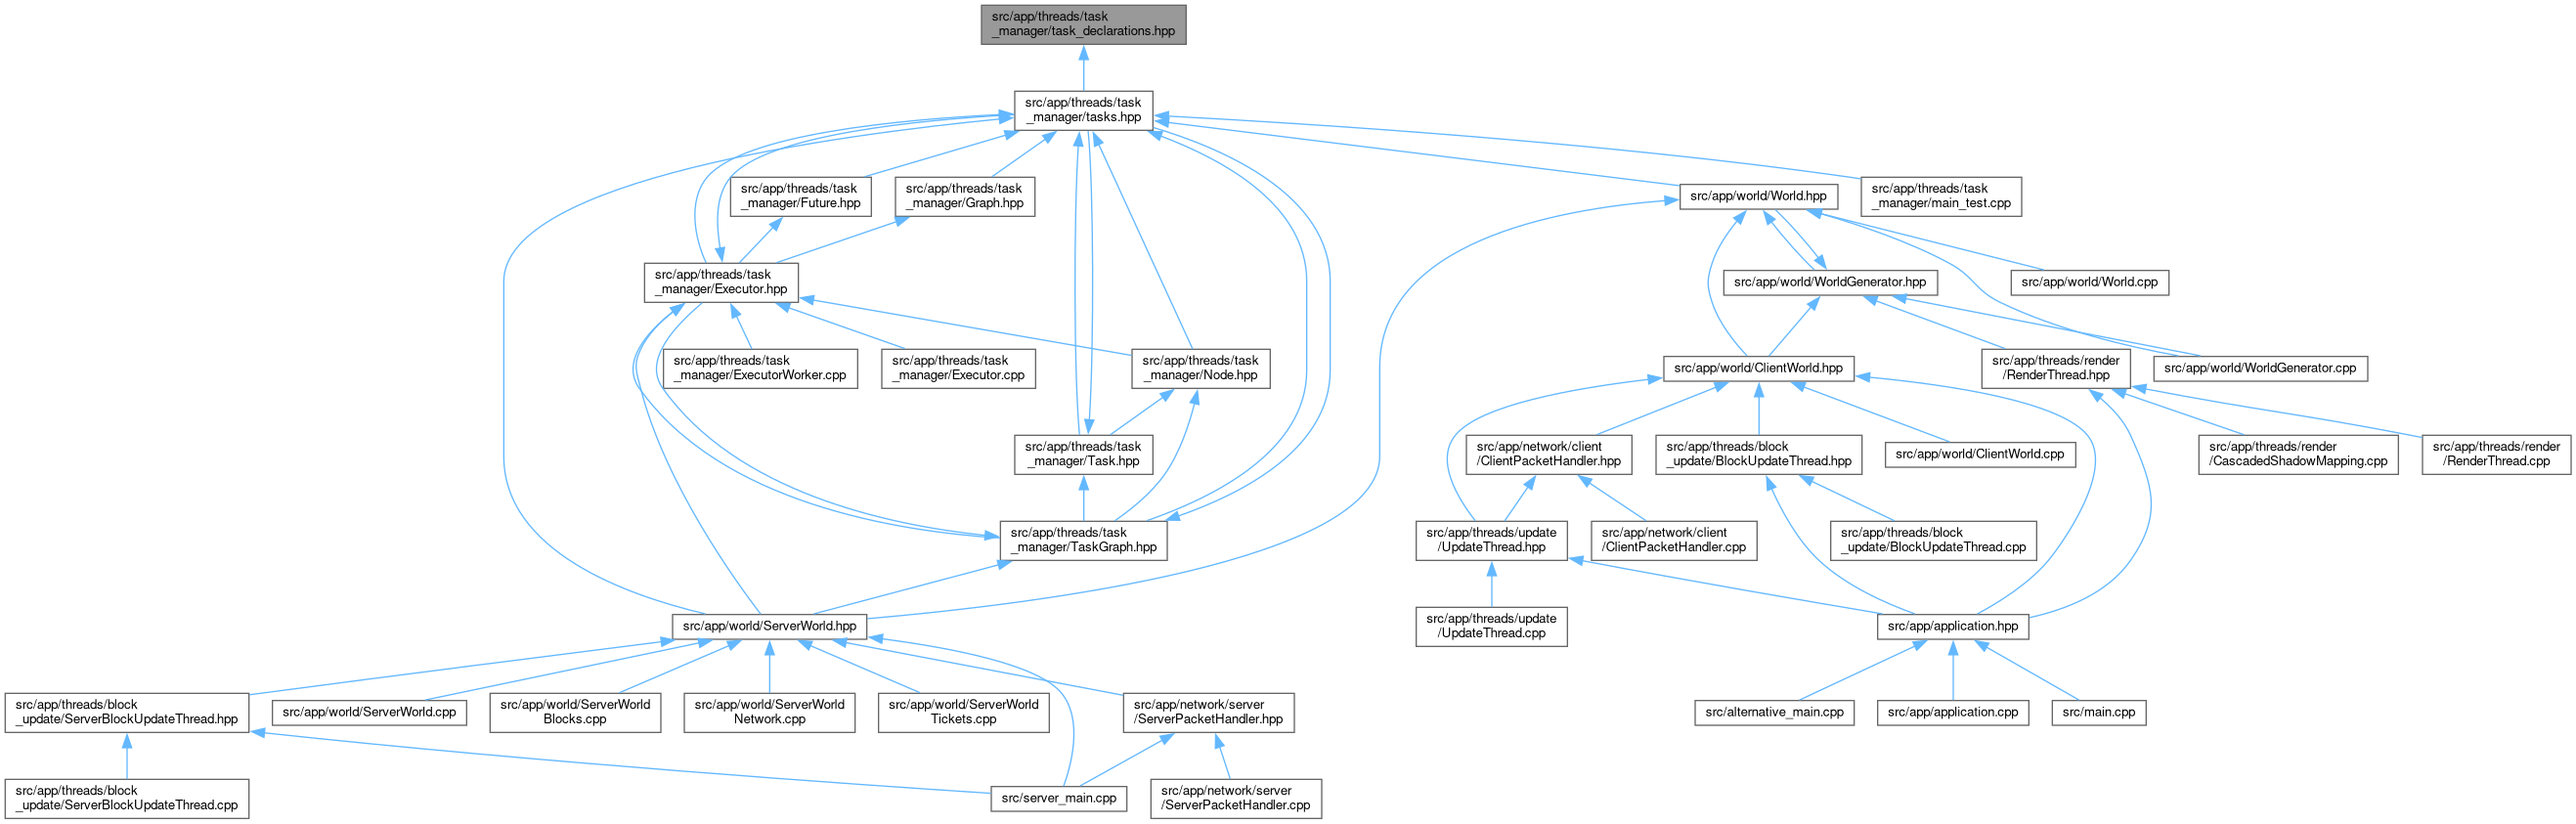 src/app/threads/task
_manager/task_declarations.hpp
src/app/threads/task
_manager/tasks.hpp
src/app/threads/task
_manager/Future.hpp
src/app/threads/task
_manager/Graph.hpp
src/app/world/World.hpp
src/app/threads/task
_manager/main_test.cpp
src/app/threads/task
_manager/Executor.hpp
src/app/world/WorldGenerator.hpp
src/app/world/World.cpp
src/app/threads/task
_manager/ExecutorWorker.cpp
src/app/threads/task
_manager/Executor.cpp
src/app/threads/task
_manager/Node.hpp
src/app/world/ClientWorld.hpp
src/app/threads/render
/RenderThread.hpp
src/app/world/WorldGenerator.cpp
src/app/threads/task
_manager/Task.hpp
src/app/network/client
/ClientPacketHandler.hpp
src/app/threads/block
_update/BlockUpdateThread.hpp
src/app/world/ClientWorld.cpp
src/app/threads/render
/CascadedShadowMapping.cpp
src/app/threads/render
/RenderThread.cpp
src/app/threads/task
_manager/TaskGraph.hpp
src/app/threads/update
/UpdateThread.hpp
src/app/network/client
/ClientPacketHandler.cpp
src/app/threads/block
_update/BlockUpdateThread.cpp
src/app/world/ServerWorld.hpp
src/app/threads/update
/UpdateThread.cpp
src/app/application.hpp
src/app/threads/block
_update/ServerBlockUpdateThread.hpp
src/app/world/ServerWorld.cpp
src/app/world/ServerWorld
Blocks.cpp
src/app/world/ServerWorld
Network.cpp
src/app/world/ServerWorld
Tickets.cpp
src/app/network/server
/ServerPacketHandler.hpp
src/alternative_main.cpp
src/app/application.cpp
src/main.cpp
src/app/threads/block
_update/ServerBlockUpdateThread.cpp
src/server_main.cpp
src/app/network/server
/ServerPacketHandler.cpp